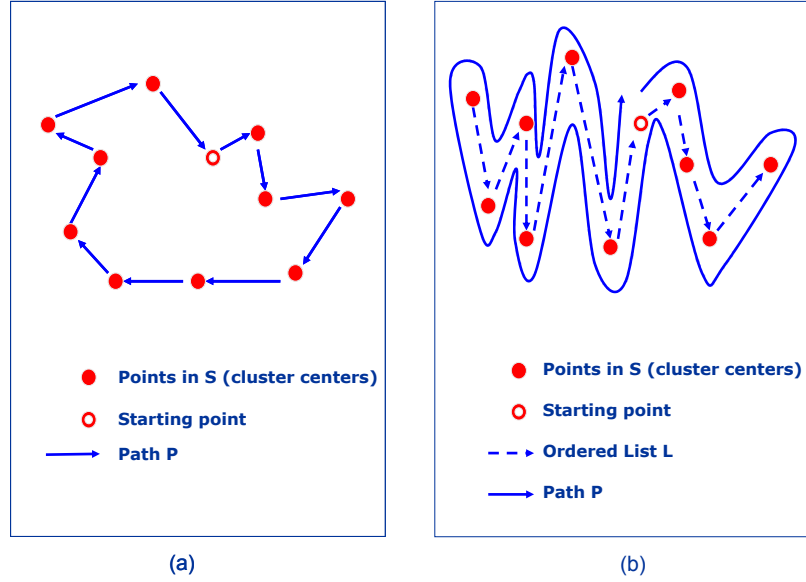 Points in S (cluster centers)
Starting point
Path P
(a)
Points in S (cluster centers)
Starting point
Ordered List L
Path P
(b)